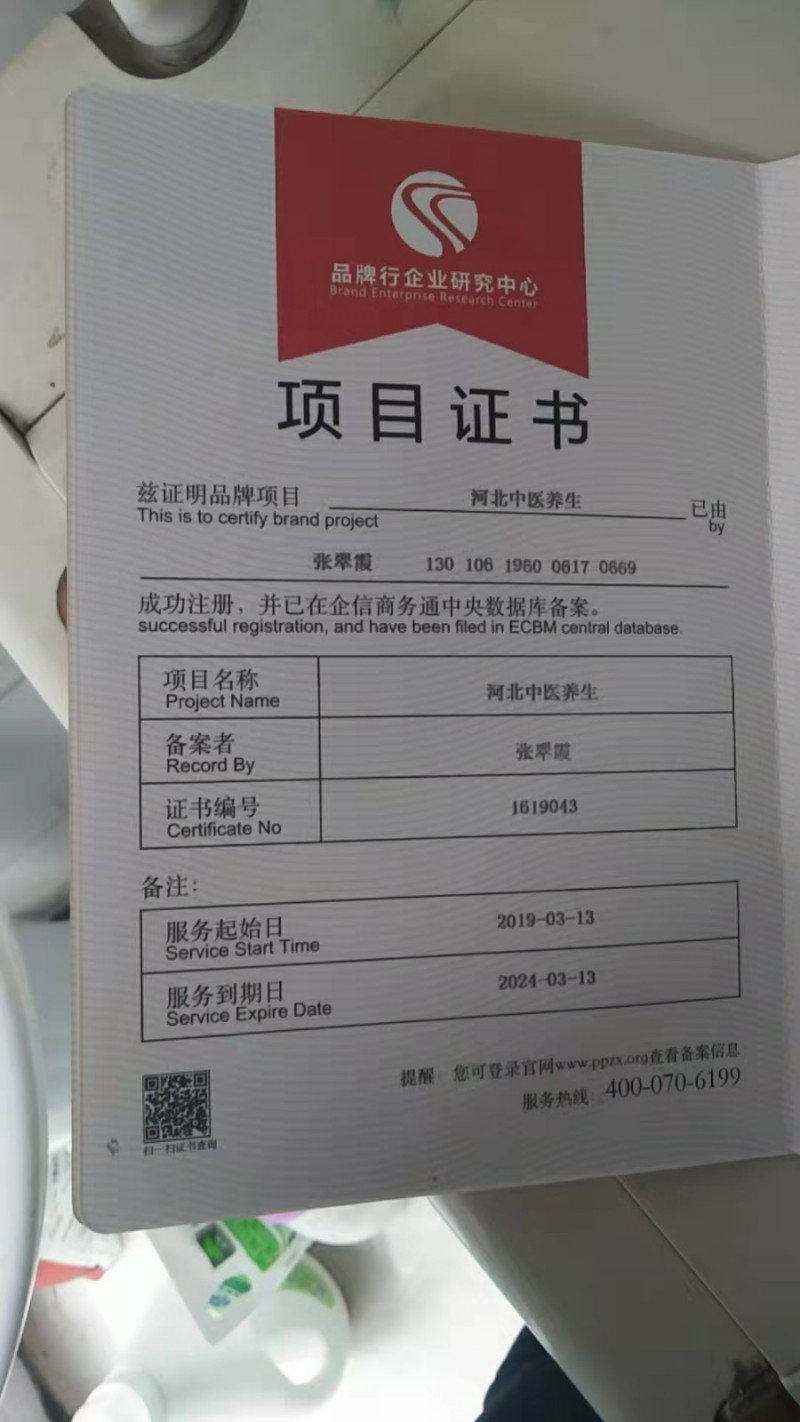 品牌行企业研究中心
Brand Enterprise Research Center
项目证书
兹证明品牌项目 河北中医养生 已由
This is to certify brand project by
张翠霞 130 106 1960 0617 0669
成功注册，并已在企信商务通中央数据库备案。
successful registration, and have been filed in ECBM central database.
项目名称 河北中医养生
Project Name
备案者 张翠霞
Record By
证书编号 1619043
Certificate No
备注：
服务起始日 2019-03-13
Service Start Time
服务到期日 2024-03-13
Service Expire Date
提醒：您可登录官网www.ppzx.org查看备案信息
服务热线：400-070-6199
扫一扫证书查询